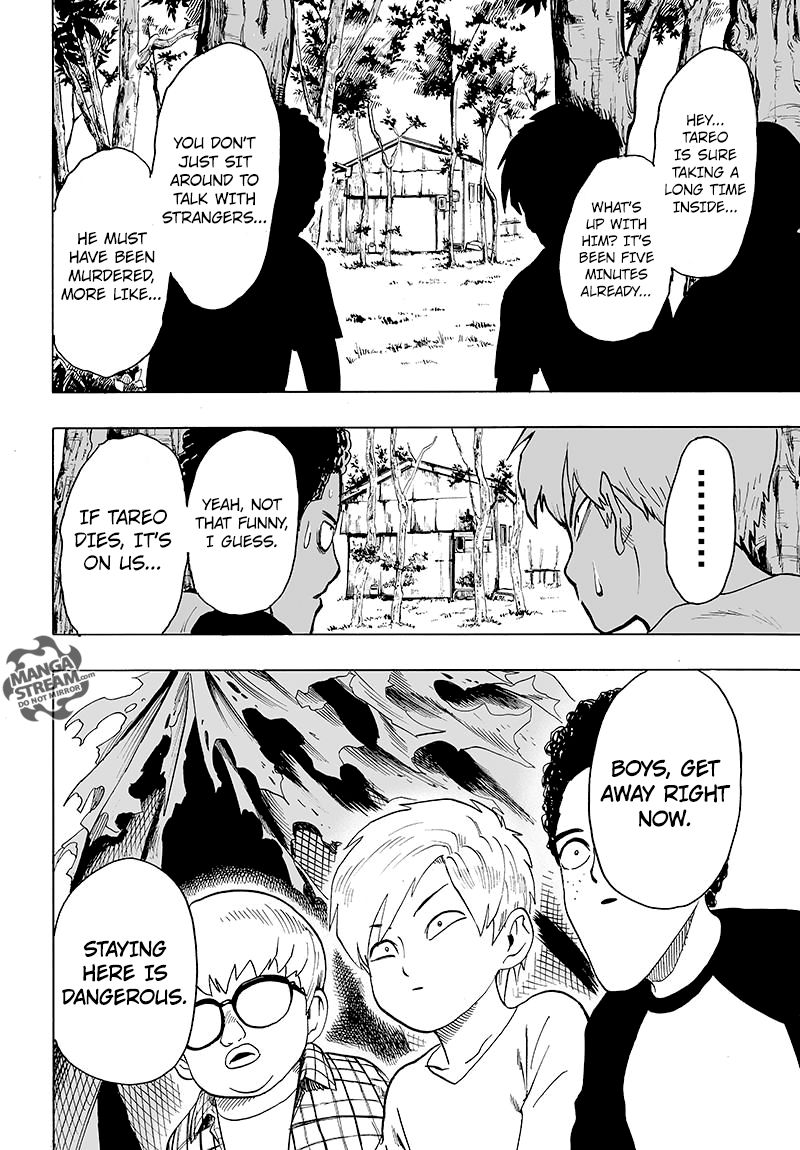 HEY...
TAREO
IS SURE
TAKING A
LONG TIME
INSIDE...
WHAT'S
UP WITH
HIM? IT'S
BEEN FIVE
MINUTES
ALREADY...
YOU DON'T
JUST SIT
AROUND TO
TALK WITH
STRANGERS...
HE MUST
HAVE BEEN
MURDERED,
MORE LIKE...
.......
YEAH, NOT
THAT FUNNY,
I GUESS.
IF TAREO
DIES, IT'S
ON US...
BOYS, GET
AWAY RIGHT
NOW.
STAYING
HERE IS
DANGEROUS.
MANGA
STREAM.com
DO NOT MIRROR